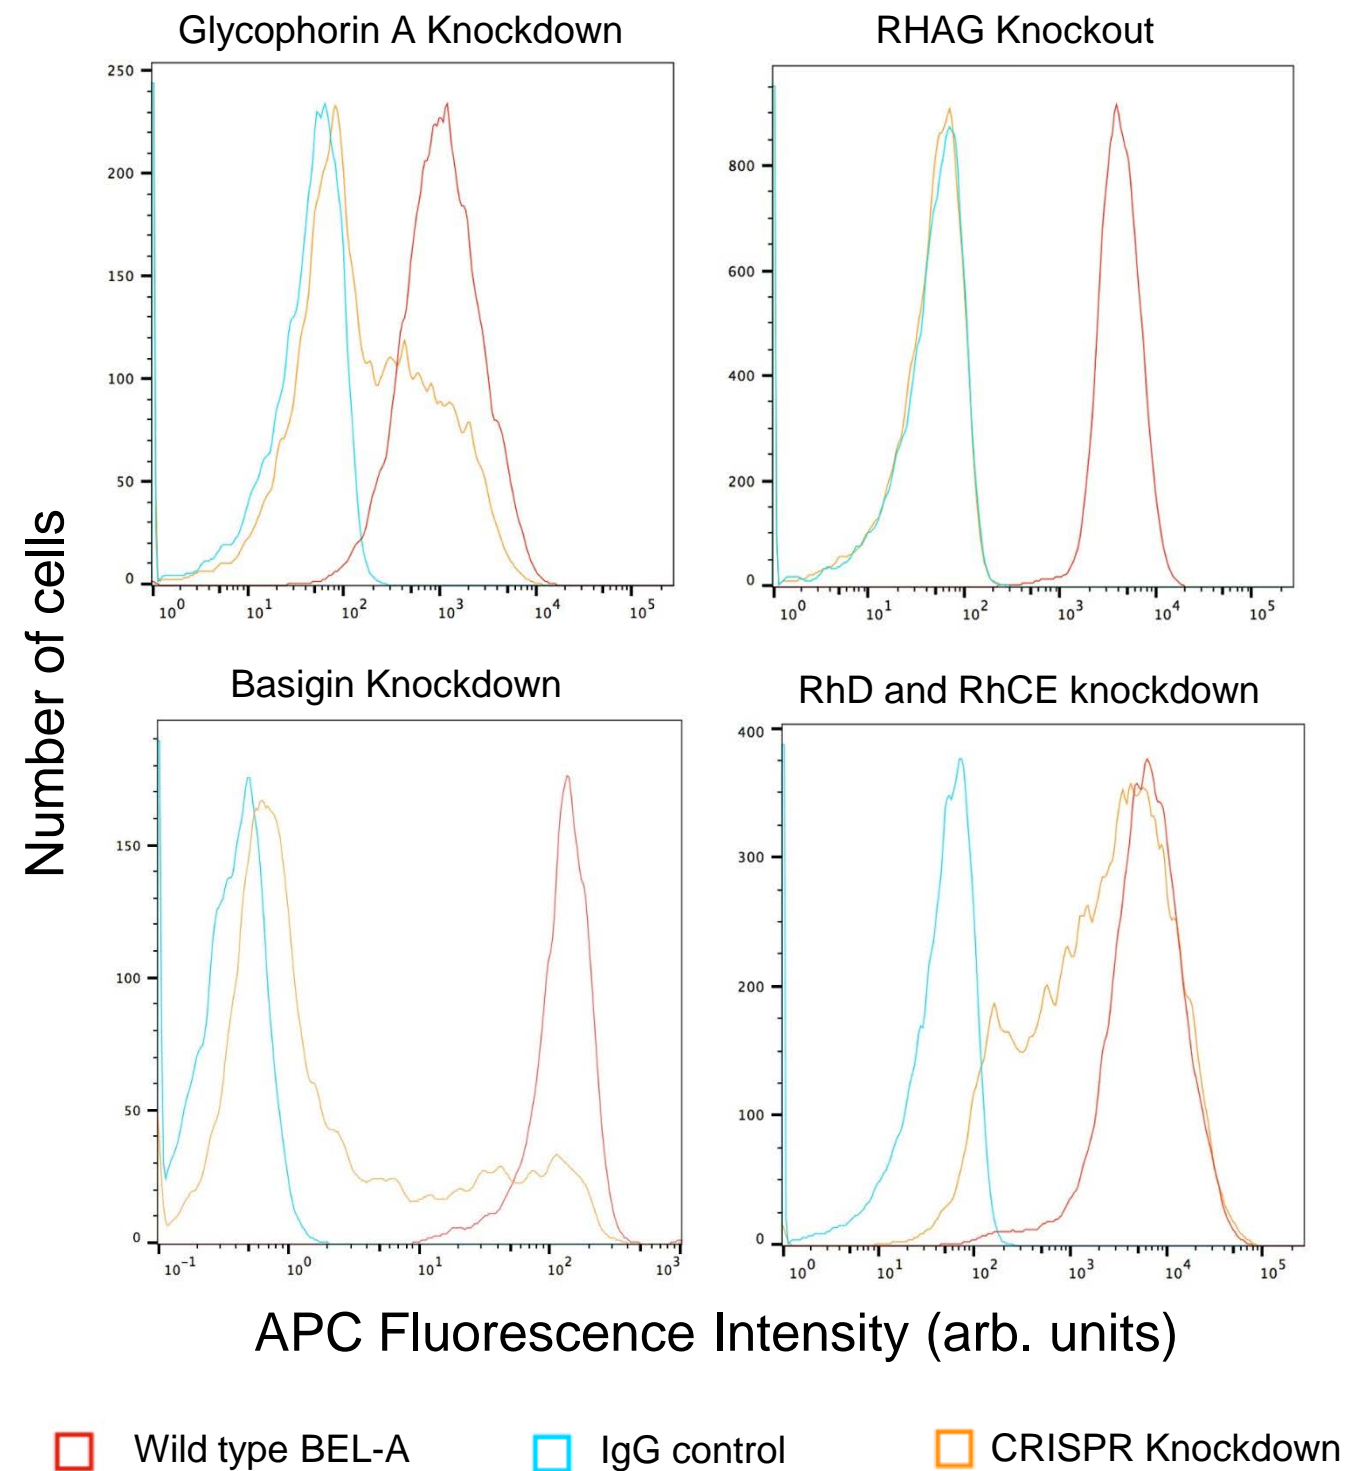 Glycophorin A Knockdown
RHAG Knockout
250
200
150
100
50
0
10^0 10^1 10^2 10^3 10^4 10^5
800
600
400
200
0
10^0 10^1 10^2 10^3 10^4 10^5
Number of cells
Basigin Knockdown
RhD and RhCE knockdown
150
100
50
0
10^-1 10^0 10^1 10^2 10^3
400
300
200
100
0
10^0 10^1 10^2 10^3 10^4 10^5
APC Fluorescence Intensity (arb. units)
Wild type BEL-A
IgG control
CRISPR Knockdown